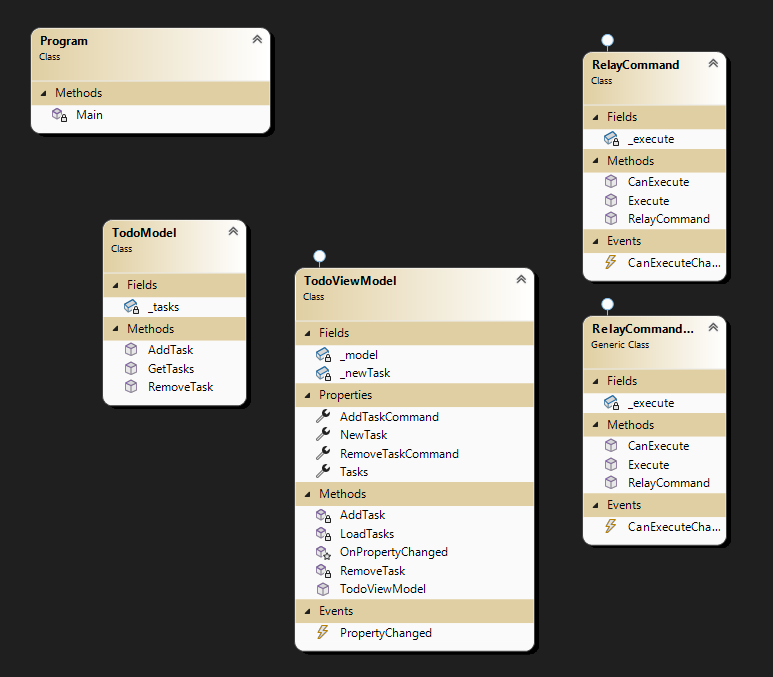 Program
Class
Methods
Main
TodoModel
Class
Fields
_tasks
Methods
AddTask
GetTasks
RemoveTask
TodoViewModel
Class
Fields
_model
_newTask
Properties
AddTaskCommand
NewTask
RemoveTaskCommand
Tasks
Methods
AddTask
LoadTasks
OnPropertyChanged
RemoveTask
TodoViewModel
Events
PropertyChanged
RelayCommand
Class
Fields
_execute
Methods
CanExecute
Execute
RelayCommand
Events
CanExecuteCha...
RelayCommand...
Generic Class
Fields
_execute
Methods
CanExecute
Execute
RelayCommand
Events
CanExecuteCha...